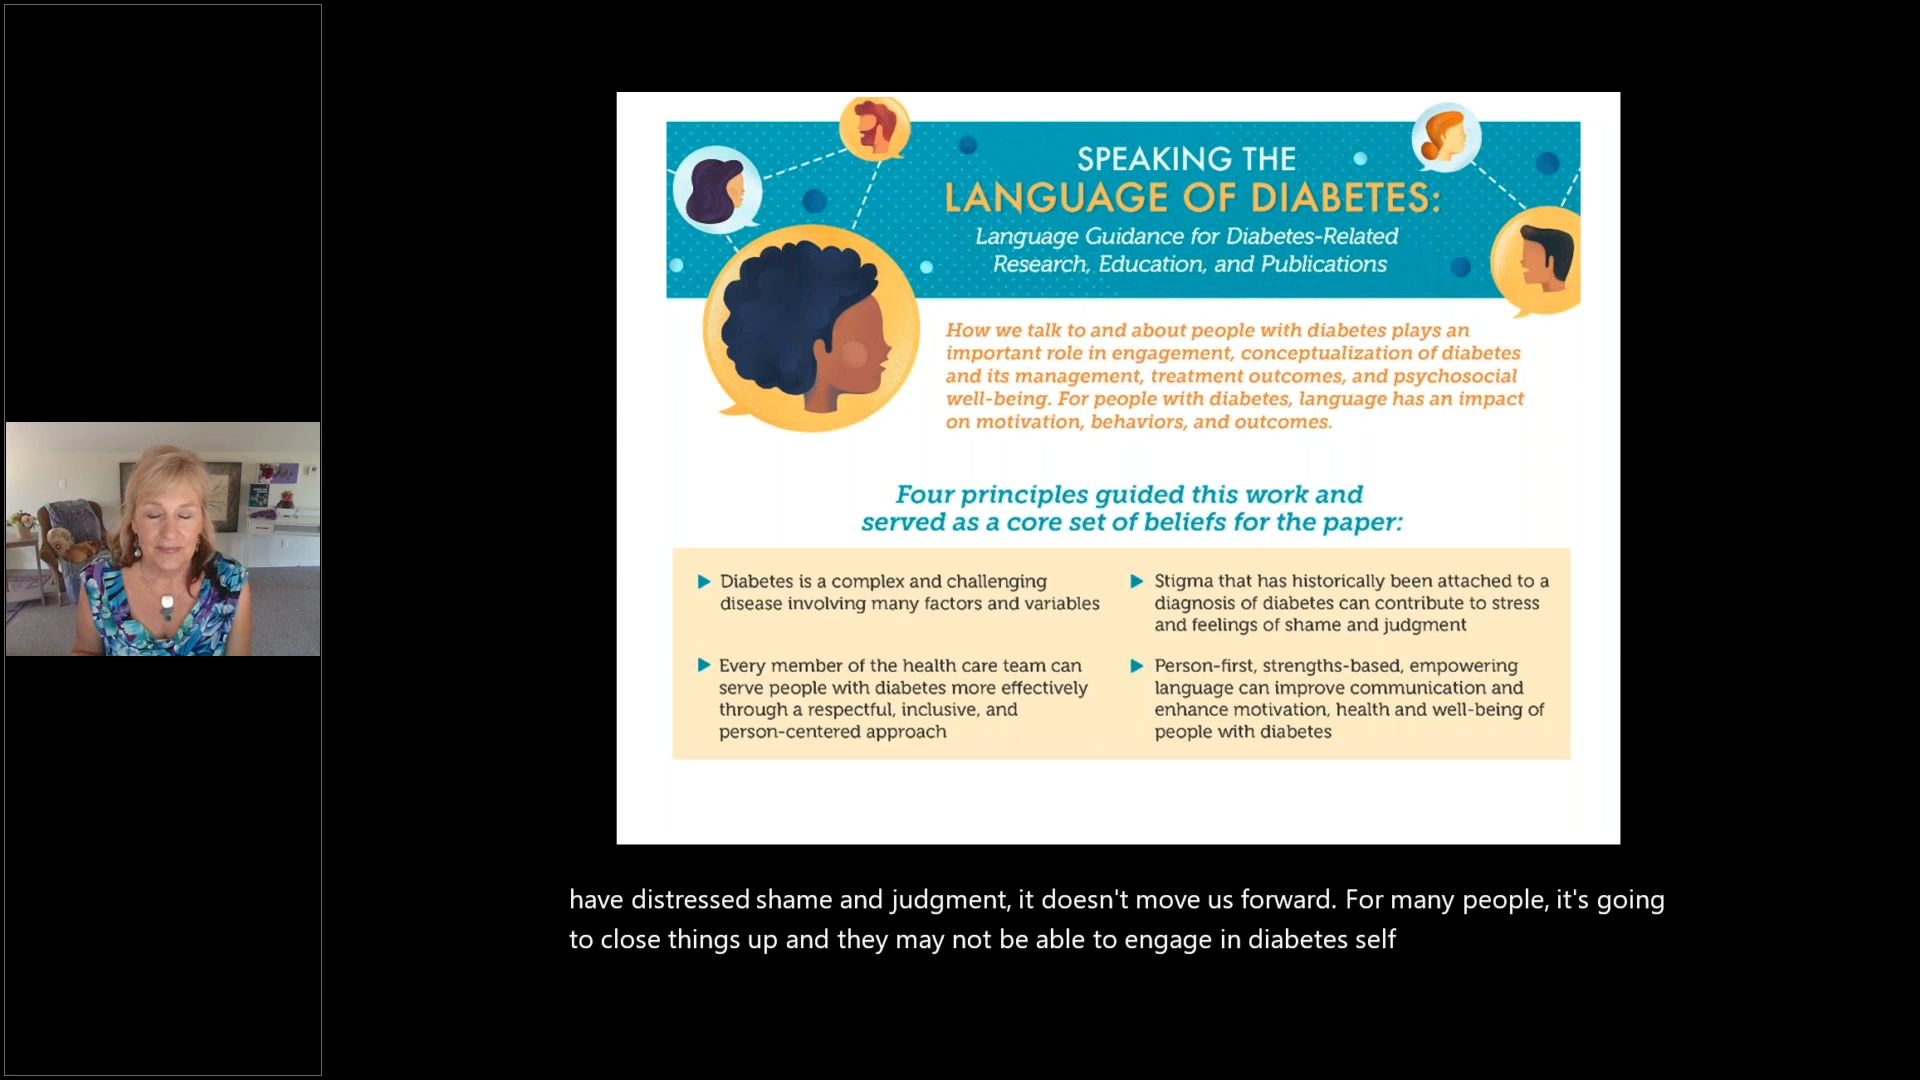 SPEAKING THE
LANGUAGE OF DIABETES:
Language Guidance for Diabetes-Related
Research, Education, and Publications
How we talk to and about people with diabetes plays an
important role in engagement, conceptualization of diabetes
and its management, treatment outcomes, and psychosocial
well-being. For people with diabetes, language has an impact
on motivation, behaviors, and outcomes.
Four principles guided this work and
served as a core set of beliefs for the paper:
Diabetes is a complex and challenging
disease involving many factors and variables
Every member of the health care team can
serve people with diabetes more effectively
through a respectful, inclusive, and
person-centered approach
Stigma that has historically been attached to a
diagnosis of diabetes can contribute to stress
and feelings of shame and judgment
Person-first, strengths-based, empowering
language can improve communication and
enhance motivation, health and well-being of
people with diabetes
have distressed shame and judgment, it doesn't move us forward. For many people, it's going
to close things up and they may not be able to engage in diabetes self